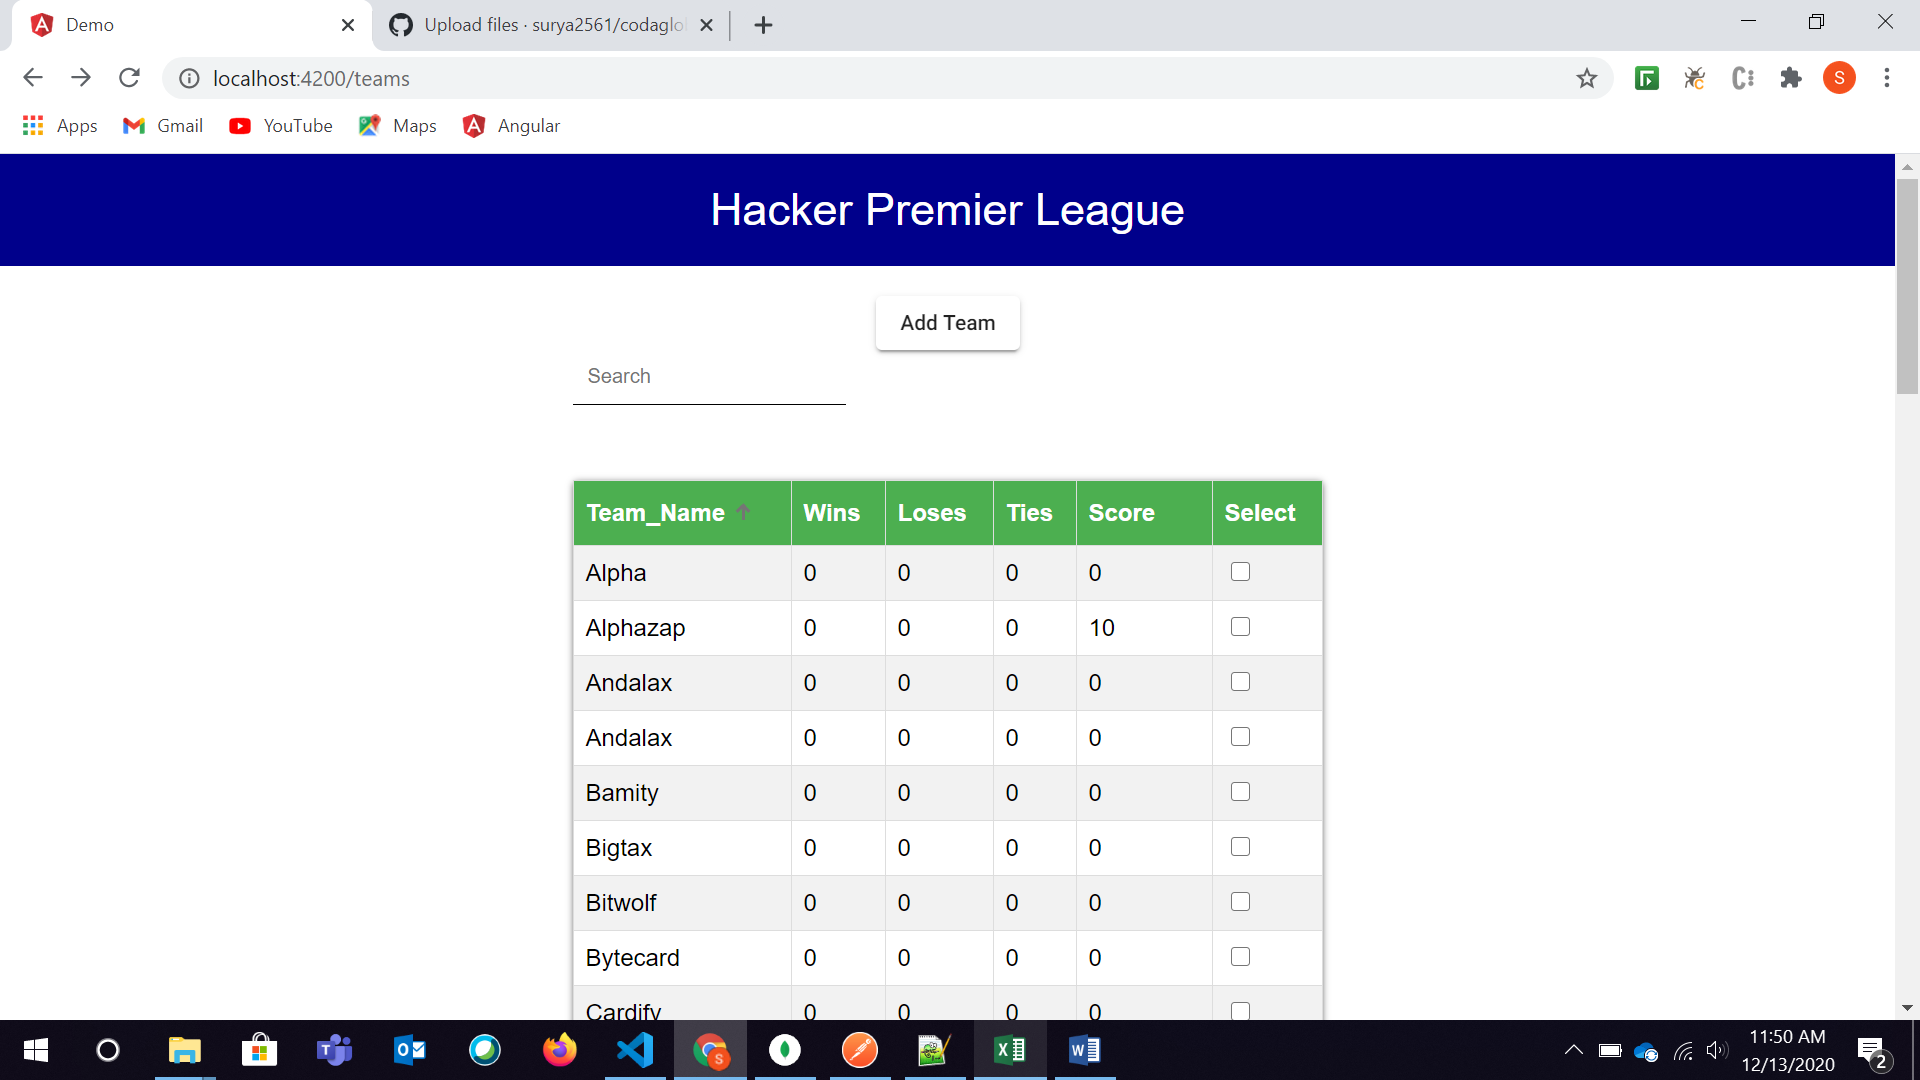 Demo
Upload files · surya2561/codaglo
localhost:4200/teams
S
Apps Gmail YouTube Maps Angular
Hacker Premier League
Add Team
Search
Team_Name Wins Loses Ties Score Select
Alpha 0 0 0 0
Alphazap 0 0 0 10
Andalax 0 0 0 0
Andalax 0 0 0 0
Bamity 0 0 0 0
Bigtax 0 0 0 0
Bitwolf 0 0 0 0
Bytecard 0 0 0 0
Cardify 0 0 0 0
11:50 AM
12/13/2020
2